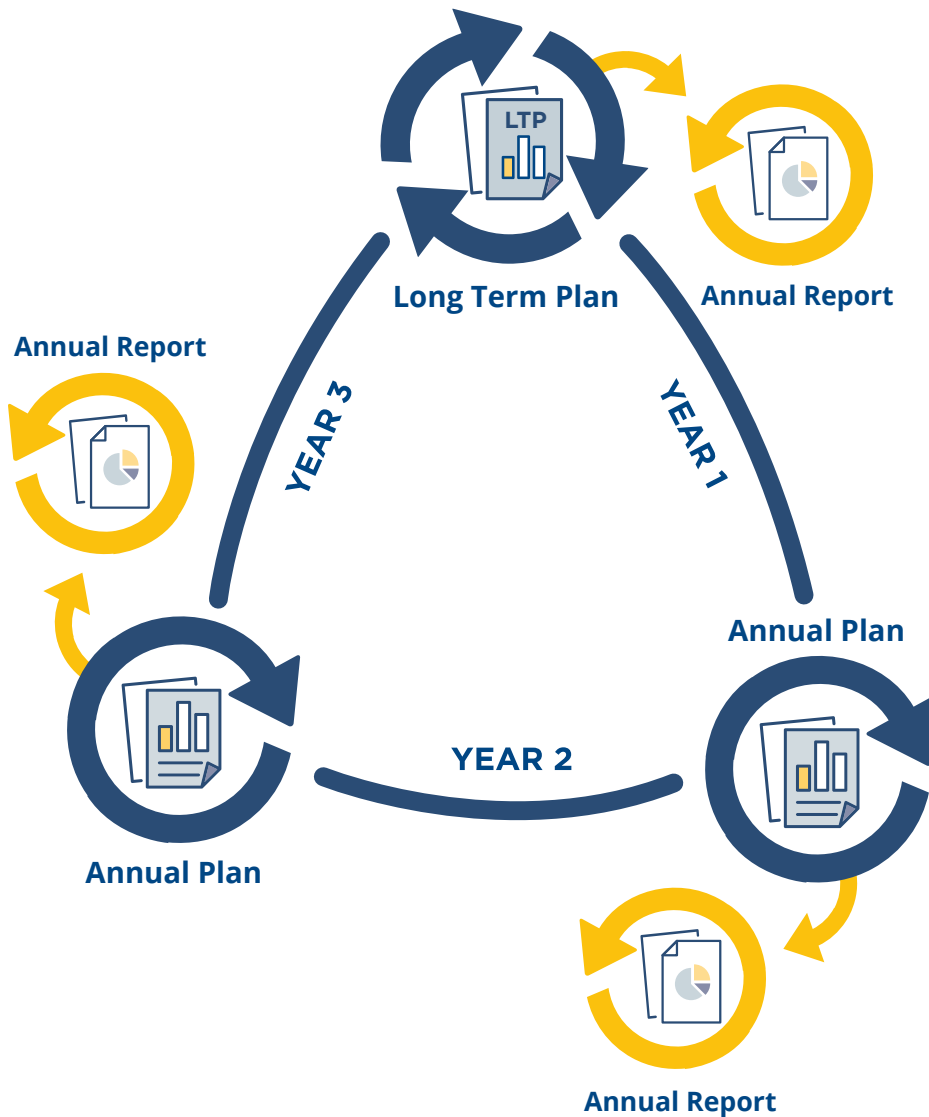 LTP
Long Term Plan
Annual Report
Annual Report
YEAR 3
YEAR 1
Annual Plan
YEAR 2
Annual Plan
Annual Report